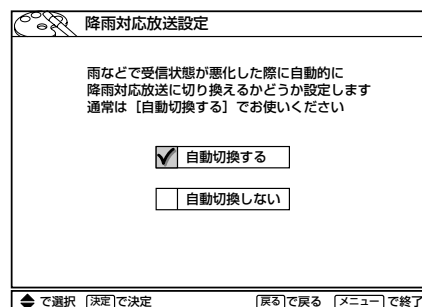 降雨対応放送設定
雨などで受信状態が悪化した際に自動的に
降雨対応放送に切り換えるかどうか設定します
通常は［自動切換する］でお使いください
自動切換する
自動切換しない
で選択 決定で決定 戻るで戻る メニューで終了